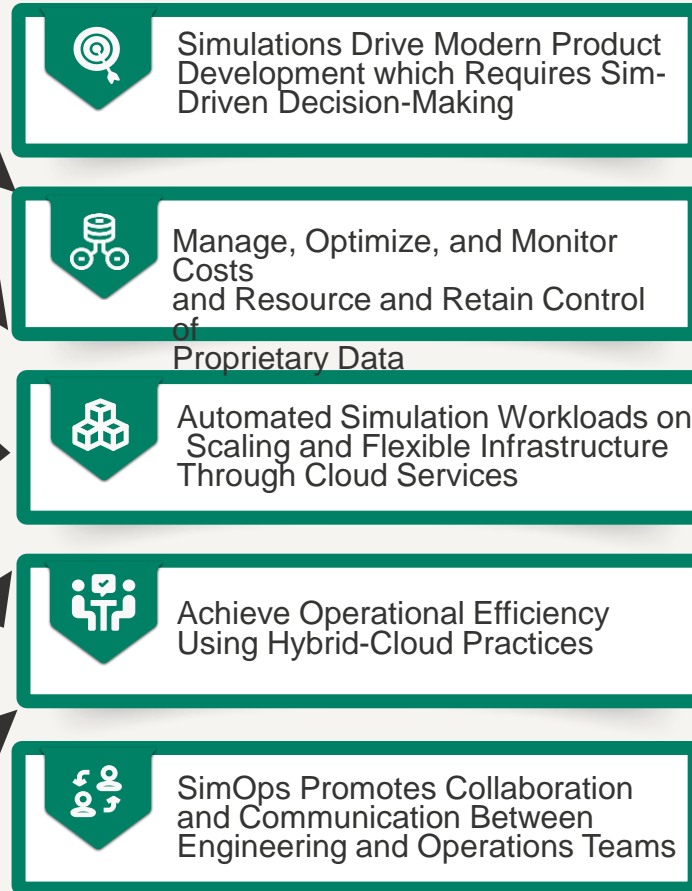 Simulations Drive Modern Product
Development which Requires Sim-
Driven Decision-Making
Manage, Optimize, and Monitor
Costs
and Resource and Retain Control
of
Proprietary Data
Automated Simulation Workloads on
Scaling and Flexible Infrastructure
Through Cloud Services
Achieve Operational Efficiency
Using Hybrid-Cloud Practices
SimOps Promotes Collaboration
and Communication Between
Engineering and Operations Teams